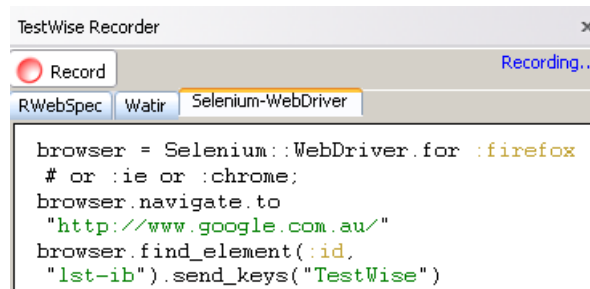 TestWise Recorder
Record
Recording..
RWebSpec Watir Selenium-WebDriver
browser = Selenium::WebDriver.for :firefox
# or :ie or :chrome;
browser.navigate.to
"http://www.google.com.au/"
browser.find_element(:id,
"lst-ib").send_keys("TestWise")